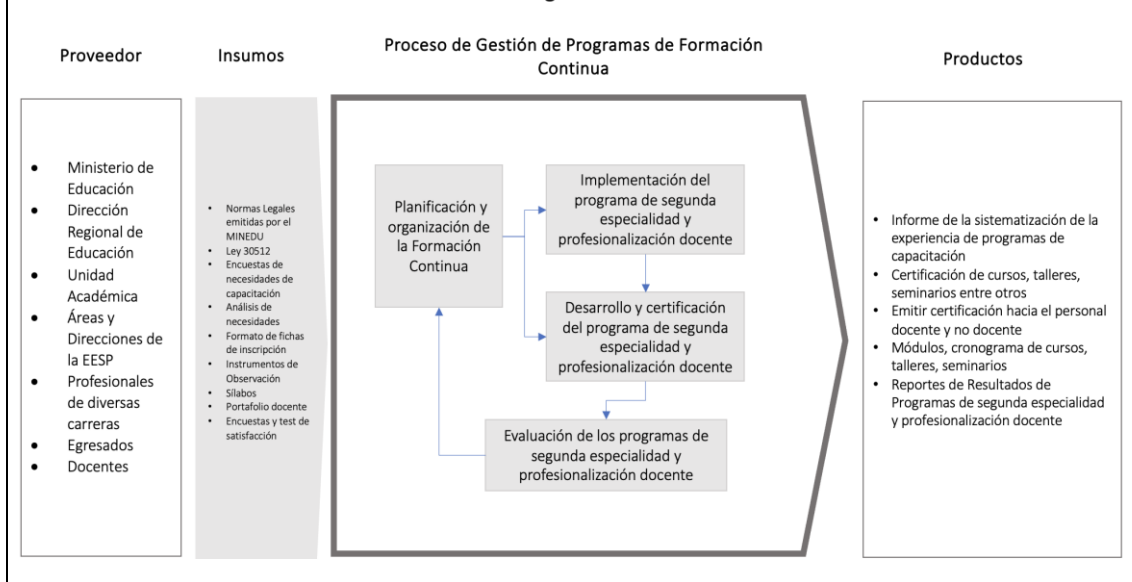 Proveedor
Insumos
Proceso de Gestión de Programas de Formación
Continua
Productos
• Ministerio de
Educación
• Dirección
Regional de
Educación
• Unidad
Académica
• Áreas y
Direcciones de
la EESP
• Profesionales
de diversas
carreras
• Egresados
• Docentes
• Normas Legales
emitidas por el
MINEDU
• Ley 30512
• Encuestas de
necesidades de
capacitación
• Análisis de
necesidades
• Formato de fichas
de inscripción
• Instrumentos de
Observación
• Sílabos
• Portafolio docente
• Encuestas y test de
satisfacción
Planificación y
organización de
la Formación
Continua
Implementación del
programa de segunda
especialidad y
profesionalización docente
Desarrollo y certificación
del programa de segunda
especialidad y
profesionalización docente
Evaluación de los programas de
segunda especialidad y
profesionalización docente
• Informe de la sistematización de la
experiencia de programas de
capacitación
• Certificación de cursos, talleres,
seminarios entre otros
• Emitir certificación hacia el personal
docente y no docente
• Módulos, cronograma de cursos,
talleres, seminarios
• Reportes de Resultados de
Programas de segunda especialidad
y profesionalización docente